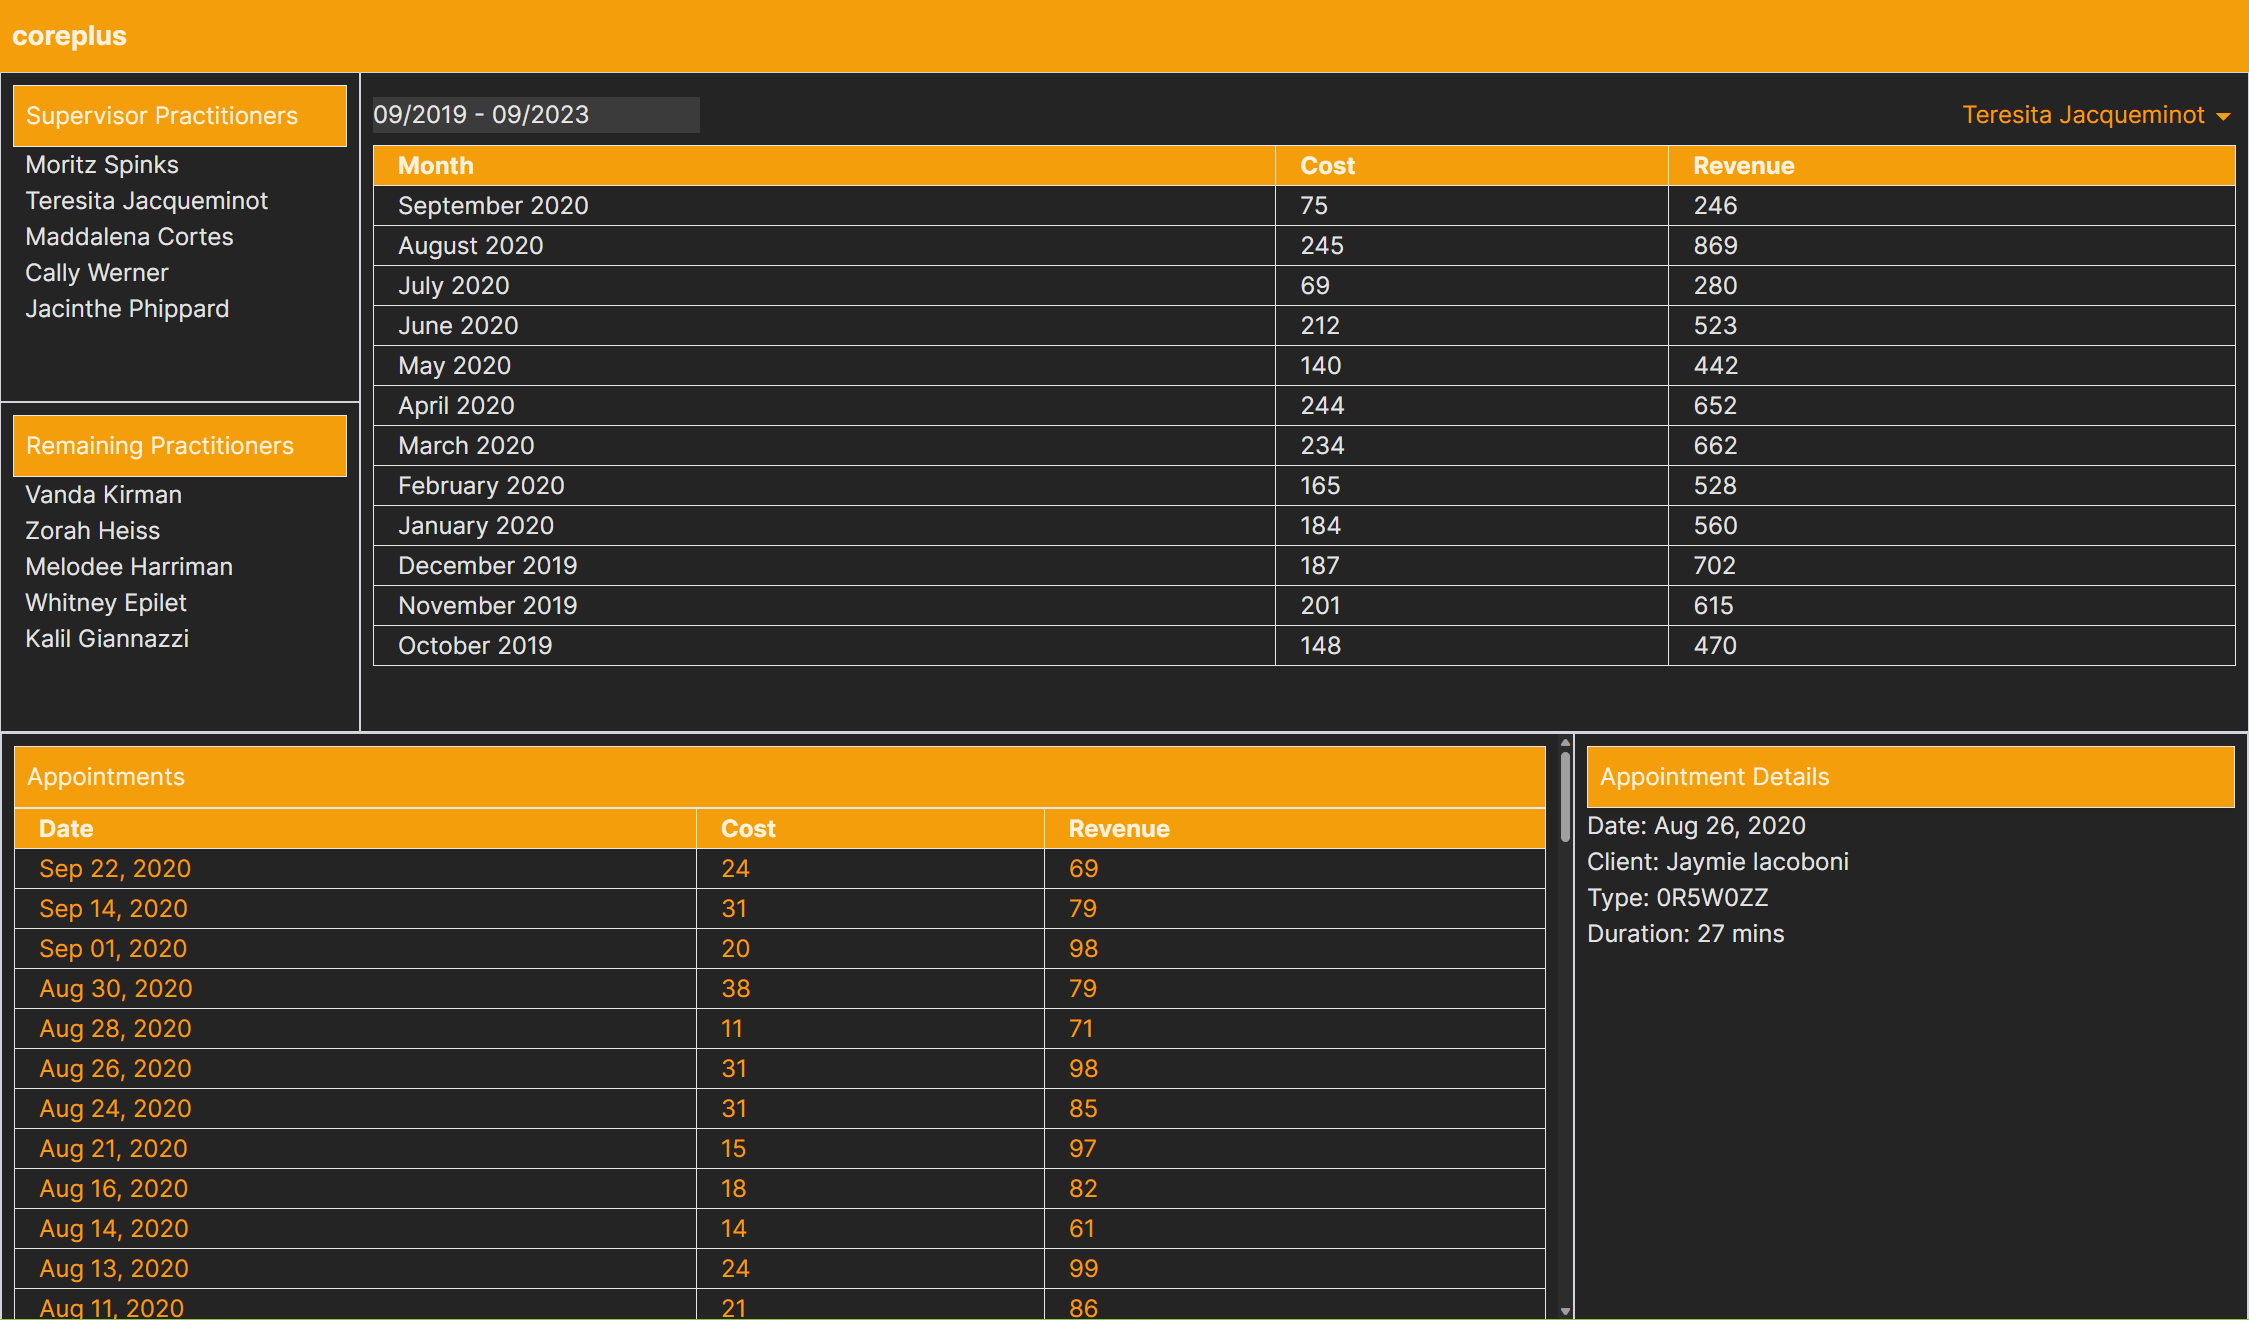 coreplus
Supervisor Practitioners
Moritz Spinks
Teresita Jacqueminot
Maddalena Cortes
Cally Werner
Jacinthe Phippard
Remaining Practitioners
Vanda Kirman
Zorah Heiss
Melodee Harriman
Whitney Epilet
Kalil Giannazzi
09/2019 - 09/2023 Teresita Jacqueminot
Month Cost Revenue
September 2020 75 246
August 2020 245 869
July 2020 69 280
June 2020 212 523
May 2020 140 442
April 2020 244 652
March 2020 234 662
February 2020 165 528
January 2020 184 560
December 2019 187 702
November 2019 201 615
October 2019 148 470
Appointments
Date Cost Revenue
Sep 22, 2020 24 69
Sep 14, 2020 31 79
Sep 01, 2020 20 98
Aug 30, 2020 38 79
Aug 28, 2020 11 71
Aug 26, 2020 31 98
Aug 24, 2020 31 85
Aug 21, 2020 15 97
Aug 16, 2020 18 82
Aug 14, 2020 14 61
Aug 13, 2020 24 99
Aug 11, 2020 21 86
Appointment Details
Date: Aug 26, 2020
Client: Jaymie Iacoboni
Type: 0R5W0ZZ
Duration: 27 mins